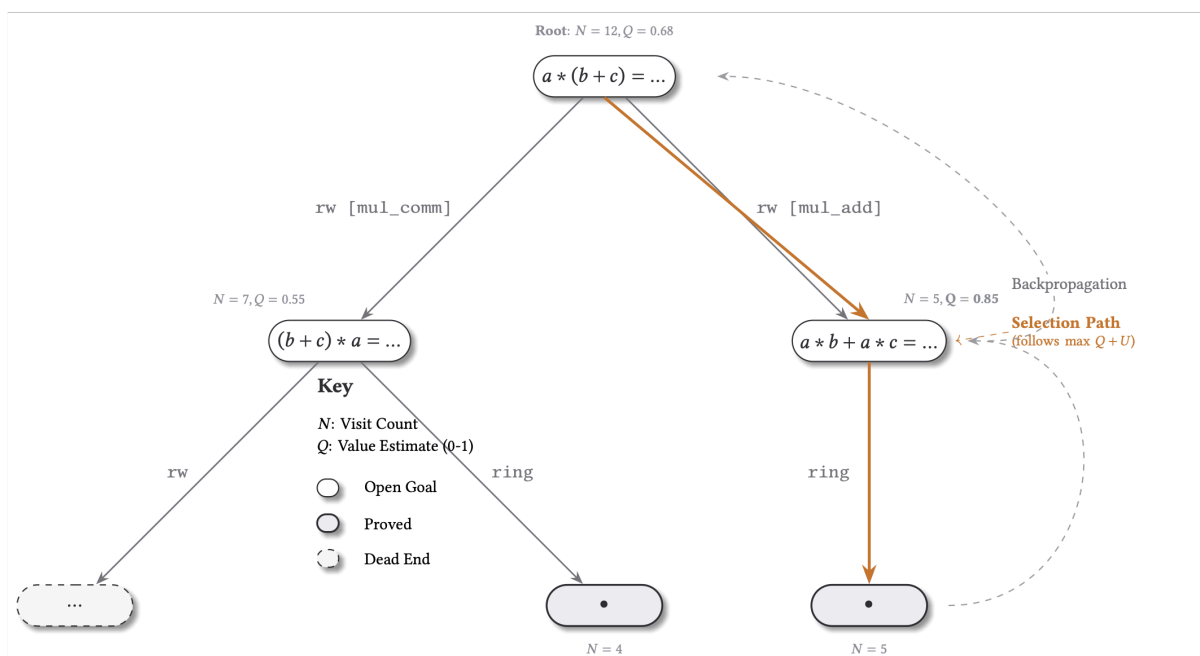 Root: N = 12, Q = 0.68
a * (b + c) = ...
rw [mul_comm]
rw [mul_add]
Backpropagation
N = 7, Q = 0.55
N = 5, Q = 0.85
Selection Path
(follows max Q + U)
(b + c) * a = ...
a * b + a * c = ...
Key
N: Visit Count
Q: Value Estimate (0-1)
rw
ring
ring
Open Goal
Proved
Dead End
...
•
•
N = 4
N = 5